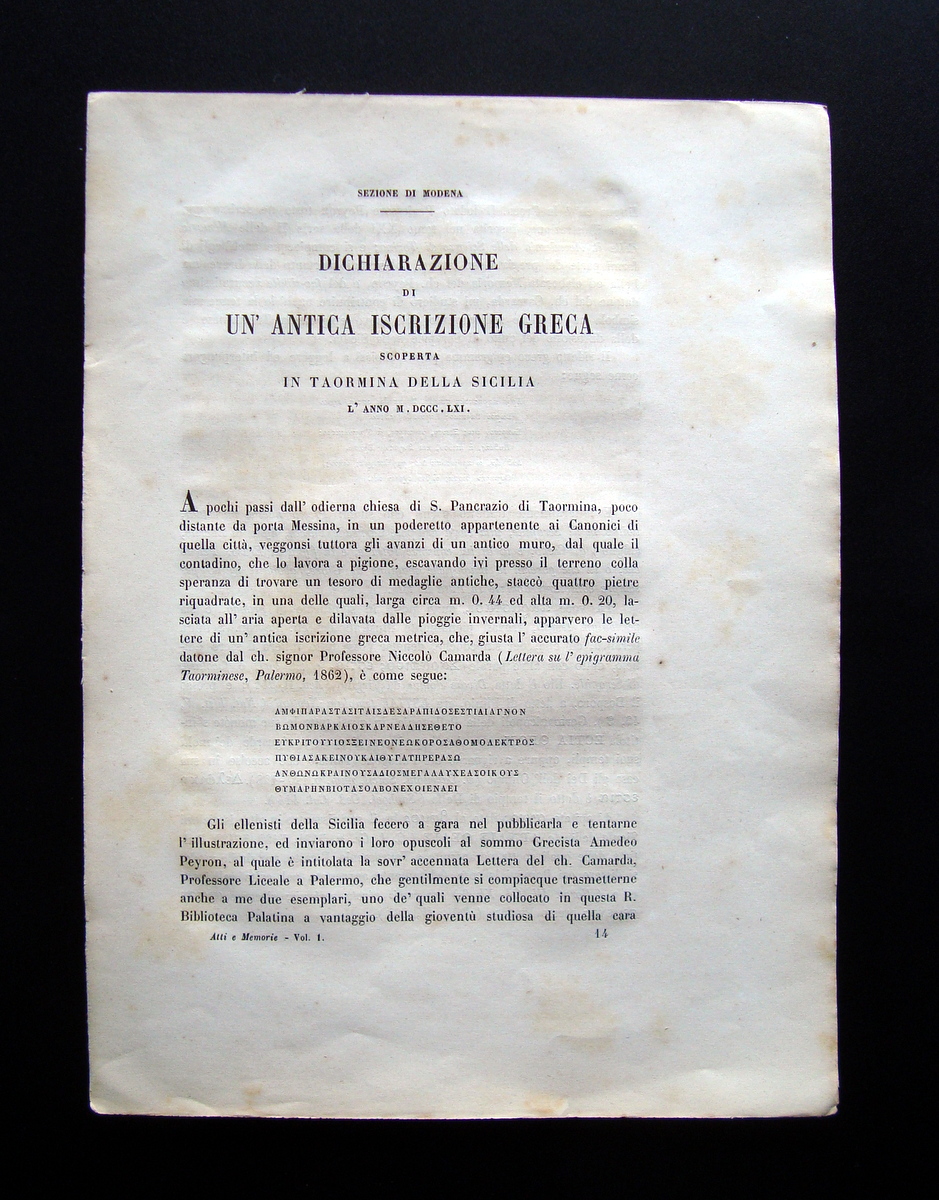 SEZIONE DI MODENA
DICHIARAZIONE
DI
UN' ANTICA ISCRIZIONE GRECA
SCOPERTA
IN TAORMINA DELLA SICILIA
L' ANNO M. DCCC. LXI.
A pochi passi dall' odierna chiesa di S. Pancrazio di Taormina, poco
distante da porta Messina, in un poderetto appartenente ai Canonici di
quella città, veggonsi tuttora gli avanzi di un antico muro, dal quale il
contadino, che lo lavora a pigione, escavando ivi presso il terreno colla
speranza di trovare un tesoro di medaglie antiche, staccò quattro pietre
riquadrate, in una delle quali, larga circa m. 0. 44 ed alta m. 0. 20, la-
sciata all' aria aperta e dilavata dalle pioggie invernali, apparvero le let-
tere di un' antica iscrizione greca metrica, che, giusta l' accurato fac-simile
datone dal ch. signor Professore Niccolò Camarda (Lettera su l' epigramma
Taorminese, Palermo, 1862), è come segue:
ΑΜΦΙΠΑΡΑΣΤΑΣΙΤΑΙΣΔΕΣΑΡΑΠΙΔΟΣΕΣΤΙΑΙΑΓΝΟΝ
ΒΩΜΟΝΒΑΡΚΑΙΟΣΚΑΡΝΕΑΔΗΣΕΘΕΤΟ
ΕΥΚΡΙΤΟΥΥΙΟΣΞΕΙΝΕΟΝΕΩΚΟΡΟΣΑΘΟΜΟΛΕΚΤΡΟΣ
ΠΥΘΙΑΣΑΚΕΙΝΟΥΚΑΙΘΥΓΑΤΗΡΕΡΑΣΩ
ΑΝΘΩΝΩΚΡΑΙΝΟΥΣΑΔΙΟΣΜΕΓΑΛΑΥΧΕΑΣΟΙΚΟΥΣ
ΘΥΜΑΡΗΝΒΙΟΤΑΣΟΛΒΟΝΕΧΟΙΕΝΑΕΙ
Gli ellenisti della Sicilia fecero a gara nel pubblicarla e tentarne
l' illustrazione, ed inviarono i loro opuscoli al sommo Grecista Amedeo
Peyron, al quale è intitolata la sovr' accennata Lettera del ch. Camarda,
Professore Liceale a Palermo, che gentilmente si compiacque trasmetterne
anche a me due esemplari, uno de' quali venne collocato in questa R.
Biblioteca Palatina a vantaggio della gioventù studiosa di quella cara
Atti e Memorie - Vol. 1. 14